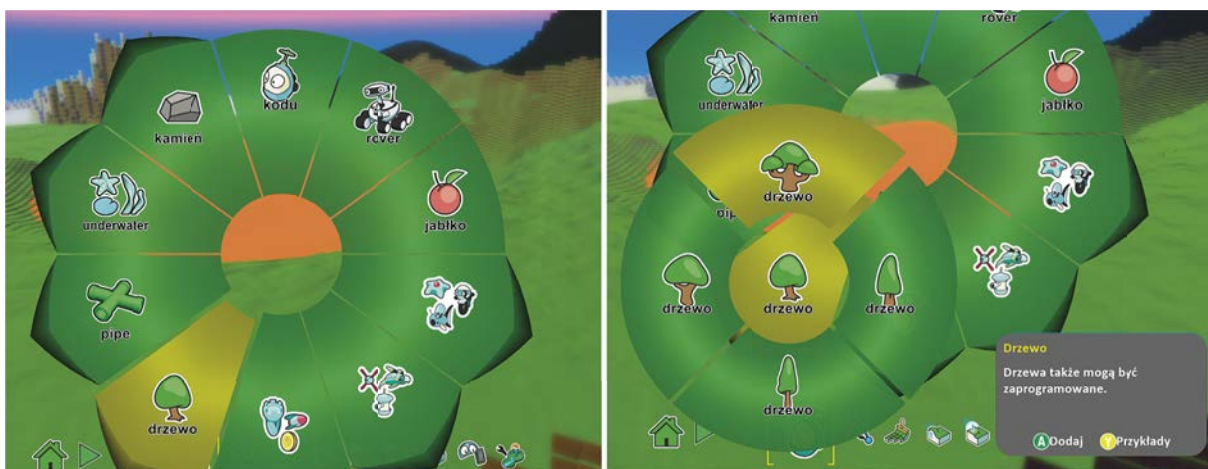 kodu
kamień
rover
underwater
jabłko
pipe
drzewo
kamień
rover
underwater
jabłko
drzewo
pipe
drzewo
drzewo
drzewo
drzewo
Drzewo
Drzewa także mogą być
zaprogramowane.
A Dodaj Y Przykłady